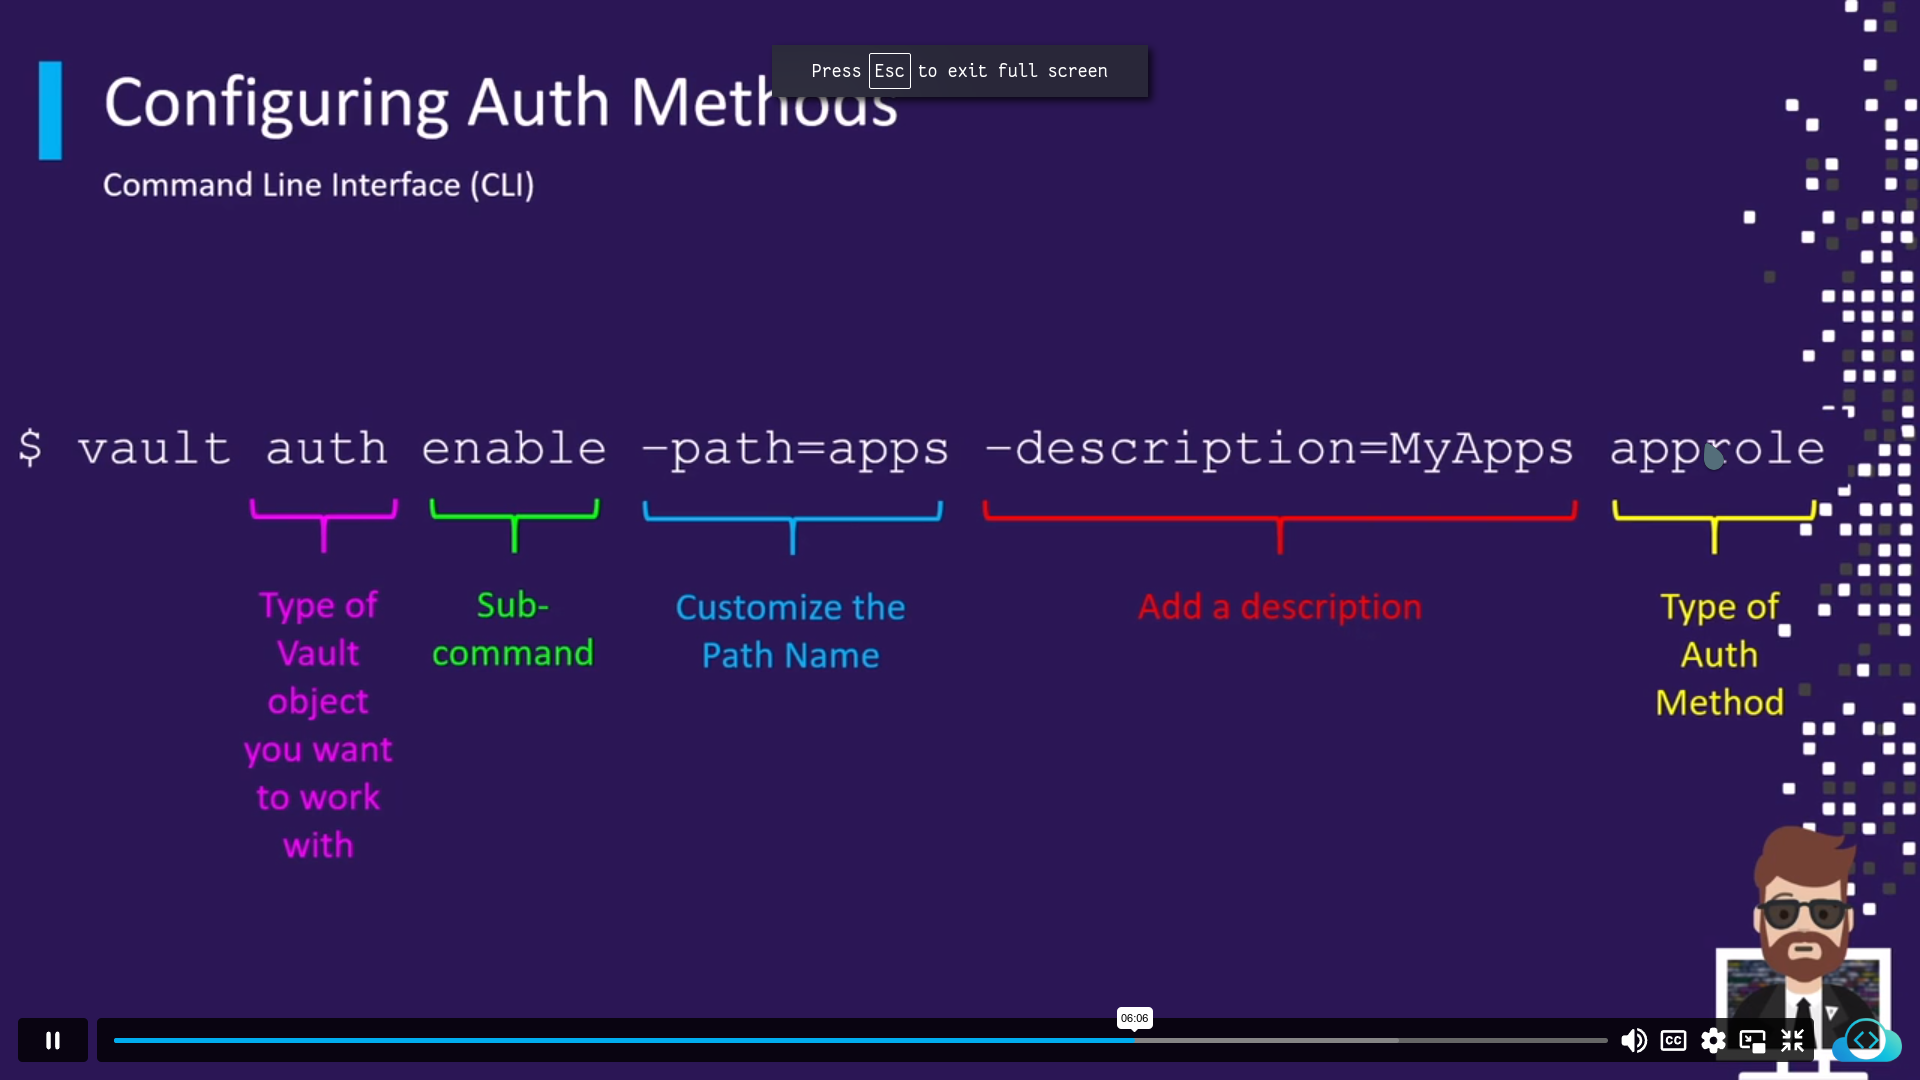 Press Esc to exit full screen
Configuring Auth Methods
Command Line Interface (CLI)
$ vault auth enable -path=apps -description=MyApps approle
Type of
Vault
object
you want
to work
with
Sub-
command
Customize the
Path Name
Add a description
Type of
Auth
Method
06:06
CC